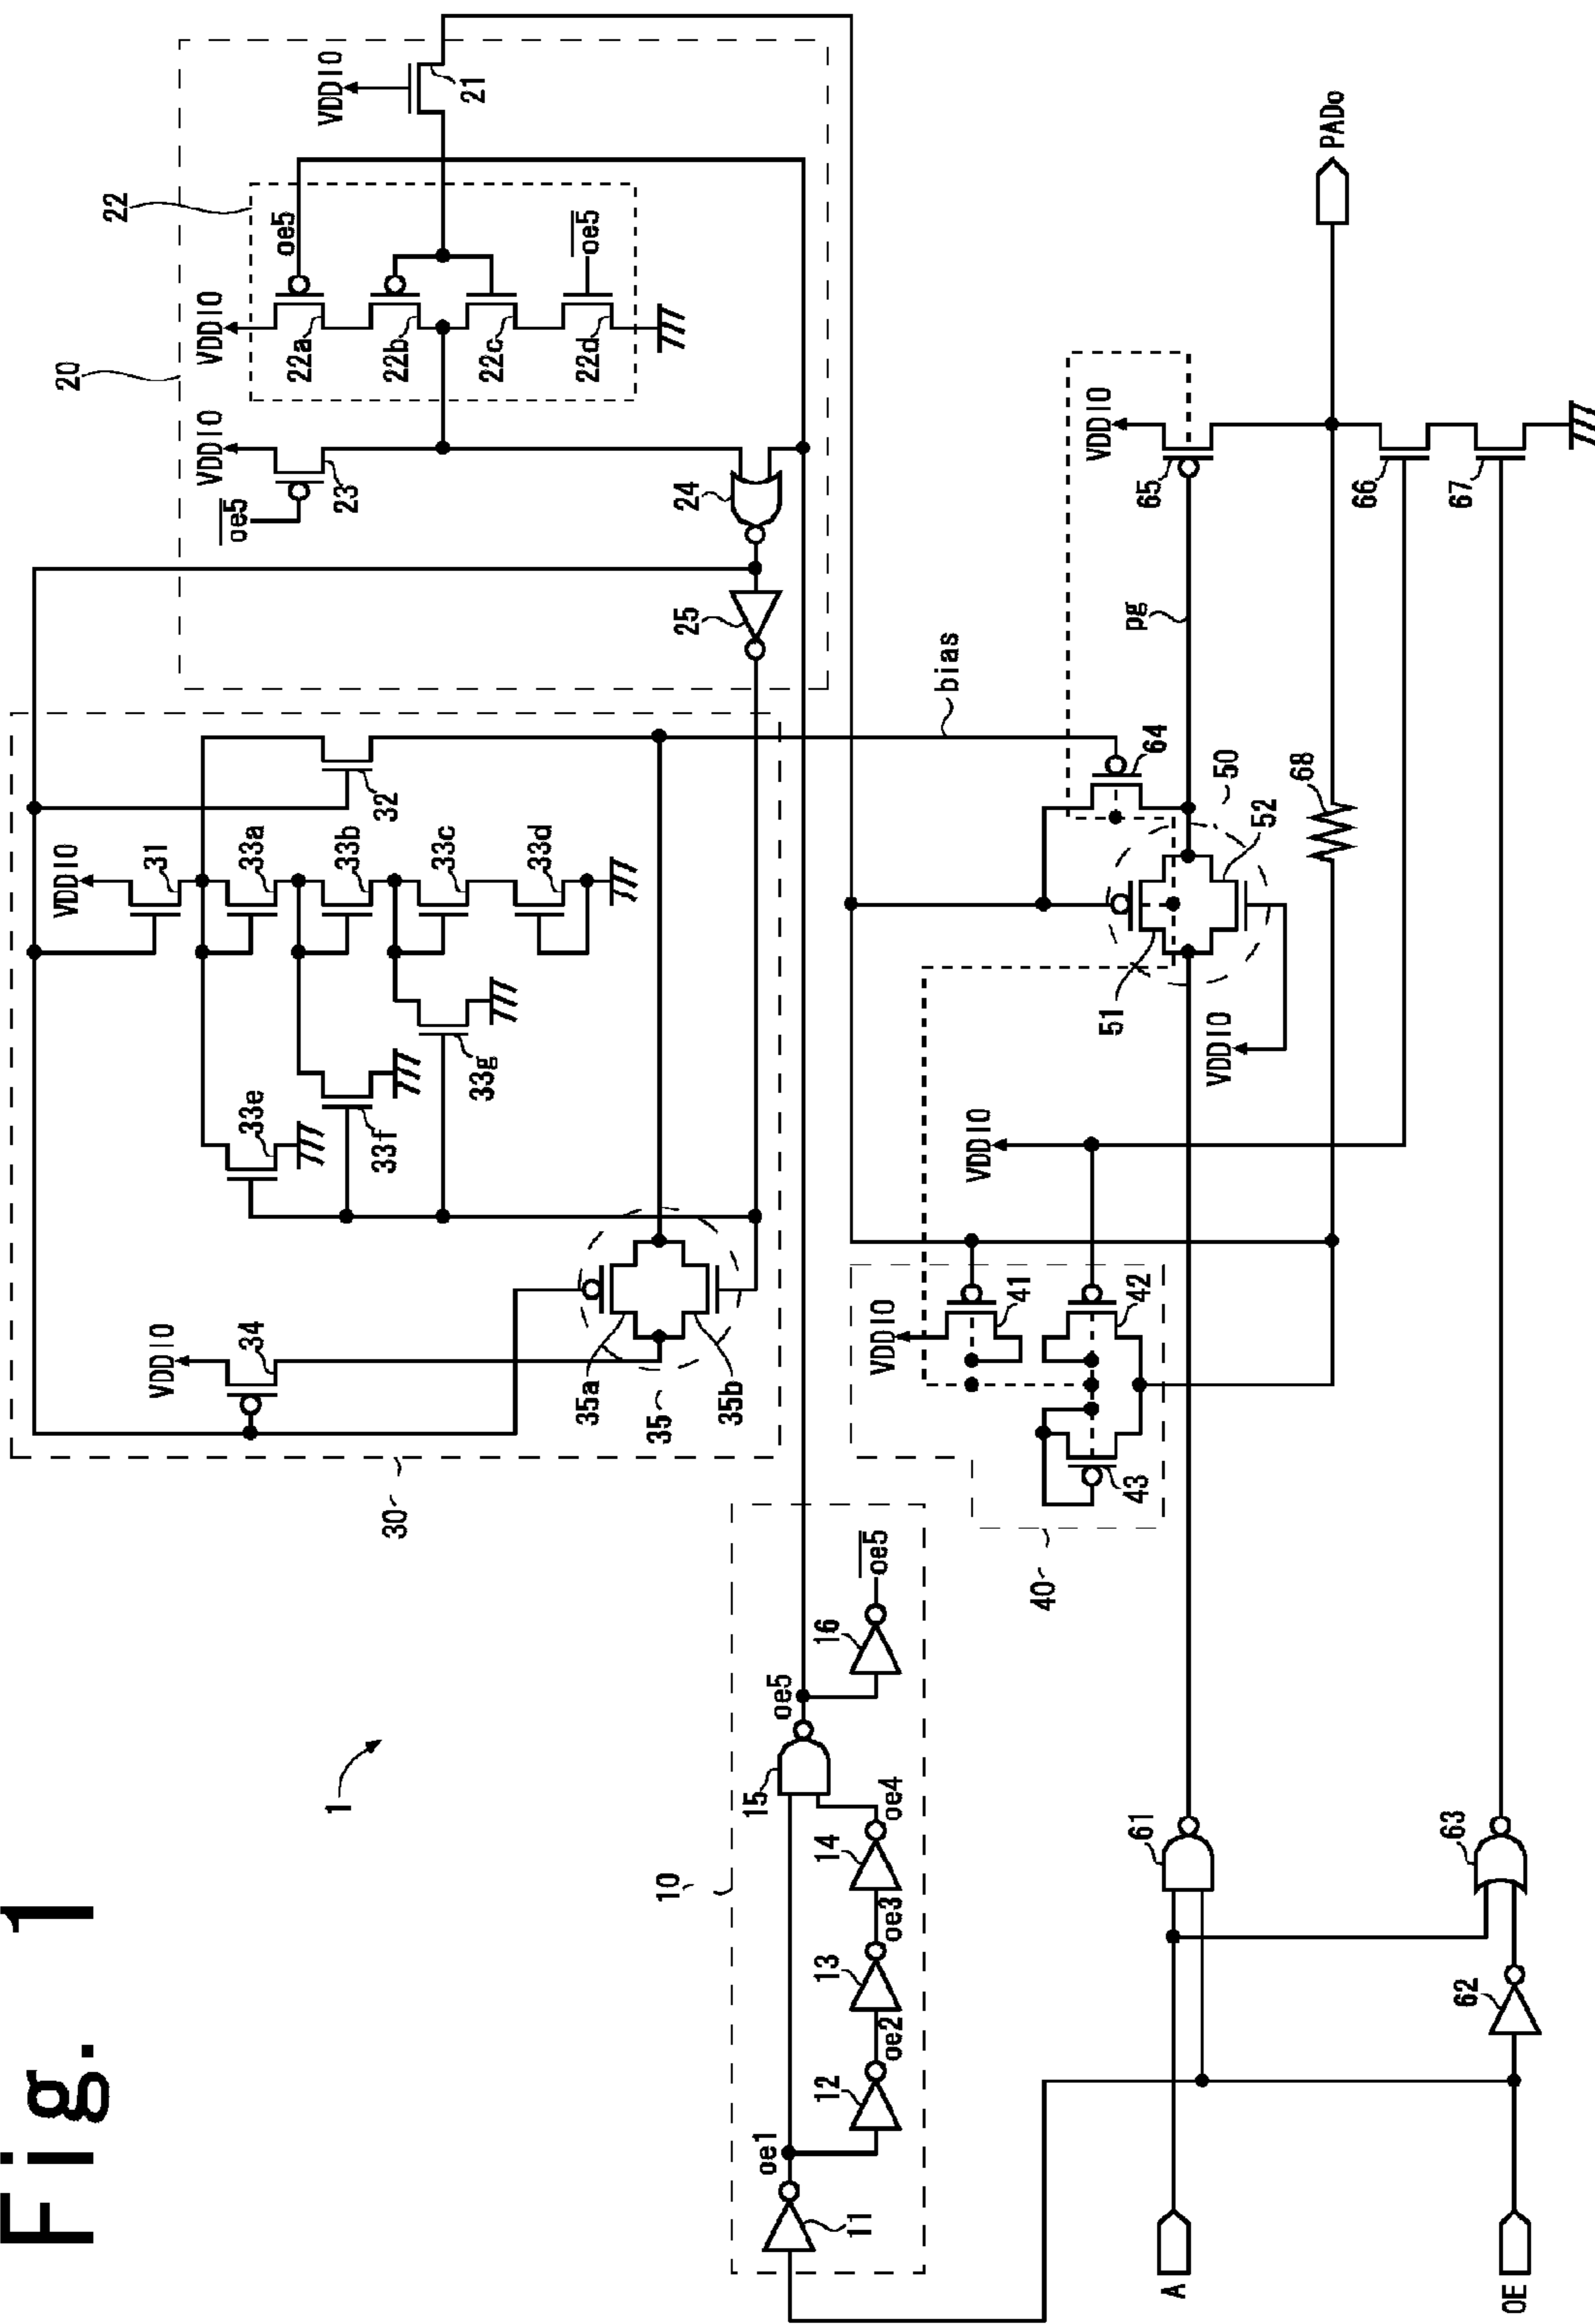 Fig. 1
1
10
oe1
11
12
oe2
13
oe3
14
oe4
15
oe5
16
oe5
20
VDDIO
21
22
VDDIO
oe5
22a
22b
22c
22d
oe5
VDDIO
oe5
23
24
25
30
VDDIO
31
32
33a
33b
33c
33d
33e
33f
33g
VDDIO
34
35
35a
35b
bias
40
VDDIO
41
42
43
VDDIO
50
51
52
VDDIO
A
OE
61
62
63
64
pg
VDDIO
65
66
67
68
PADo